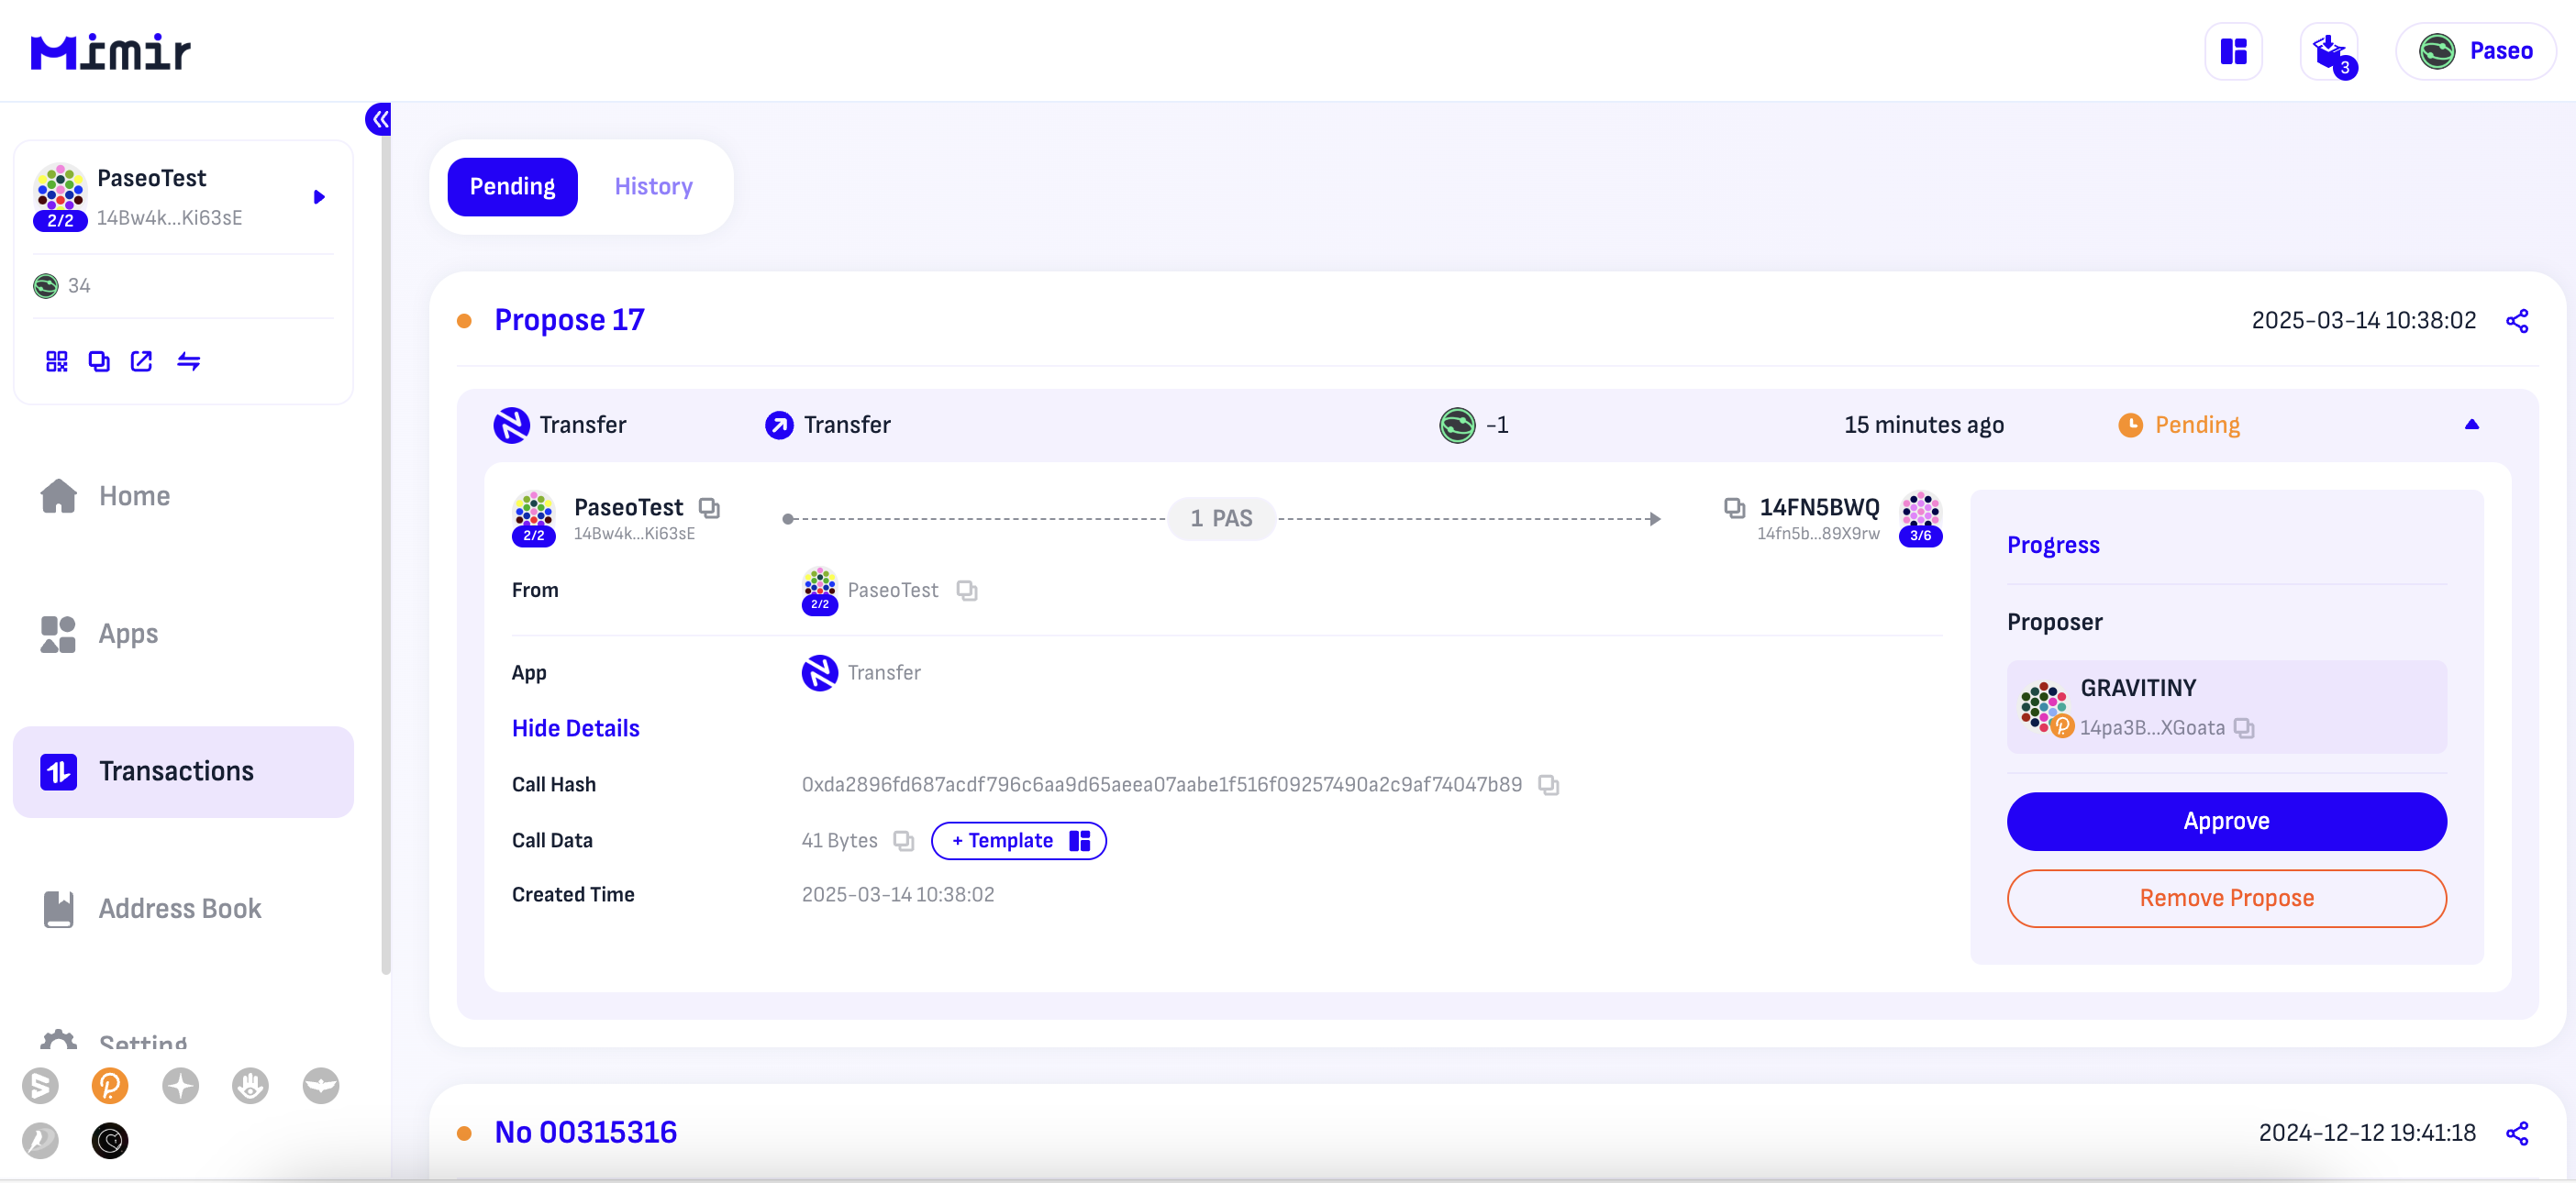 Mimir
3
Paseo
PaseoTest
14Bw4k...Ki63sE
2/2
34
Home
Apps
Transactions
Address Book
Setting
Pending
History
Propose 17
2025-03-14 10:38:02
Transfer
Transfer
-1
15 minutes ago
Pending
PaseoTest
14Bw4k...Ki63sE
2/2
1 PAS
14FN5BWQ
14fn5b...89X9rw
3/6
From
2/2
PaseoTest
App
Transfer
Hide Details
Call Hash
0xda2896fd687acdf796c6aa9d65aeea07aabe1f516f09257490a2c9af74047b89
Call Data
41 Bytes
+ Template
Created Time
2025-03-14 10:38:02
Progress
Proposer
GRAVITINY
14pa3B...XGoata
Approve
Remove Propose
No 00315316
2024-12-12 19:41:18